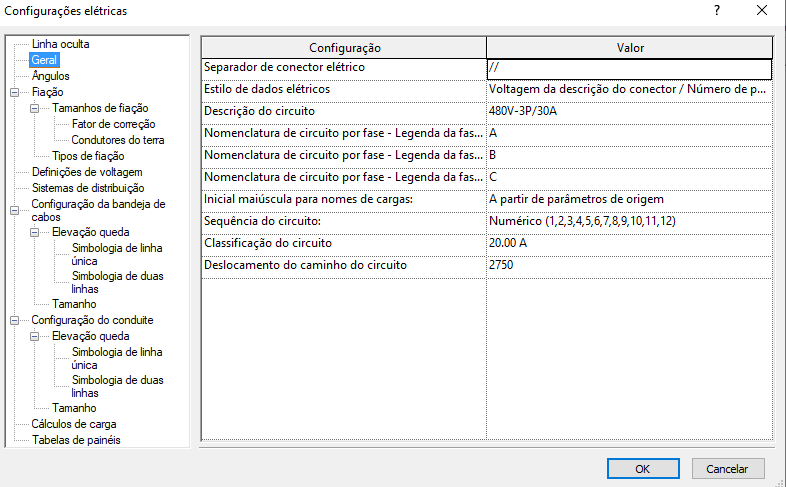 Configurações elétricas
?
Linha oculta
Geral
Ângulos
Fiação
Tamanhos de fiação
Fator de correção
Condutores do terra
Tipos de fiação
Definições de voltagem
Sistemas de distribuição
Configuração da bandeja de
cabos
Elevação queda
Simbologia de linha
única
Simbologia de duas
linhas
Tamanho
Configuração do conduite
Elevação queda
Simbologia de linha
única
Simbologia de duas
linhas
Tamanho
Cálculos de carga
Tabelas de painéis
Configuração Valor
Separador de conector elétrico //
Estilo de dados elétricos Voltagem da descrição do conector / Número de p...
Descrição do circuito 480V-3P/30A
Nomenclatura de circuito por fase - Legenda da fas... A
Nomenclatura de circuito por fase - Legenda da fas... B
Nomenclatura de circuito por fase - Legenda da fas... C
Inicial maiúscula para nomes de cargas: A partir de parâmetros de origem
Sequência do circuito: Numérico (1,2,3,4,5,6,7,8,9,10,11,12)
Classificação do circuito 20.00 A
Deslocamento do caminho do circuito 2750
OK Cancelar